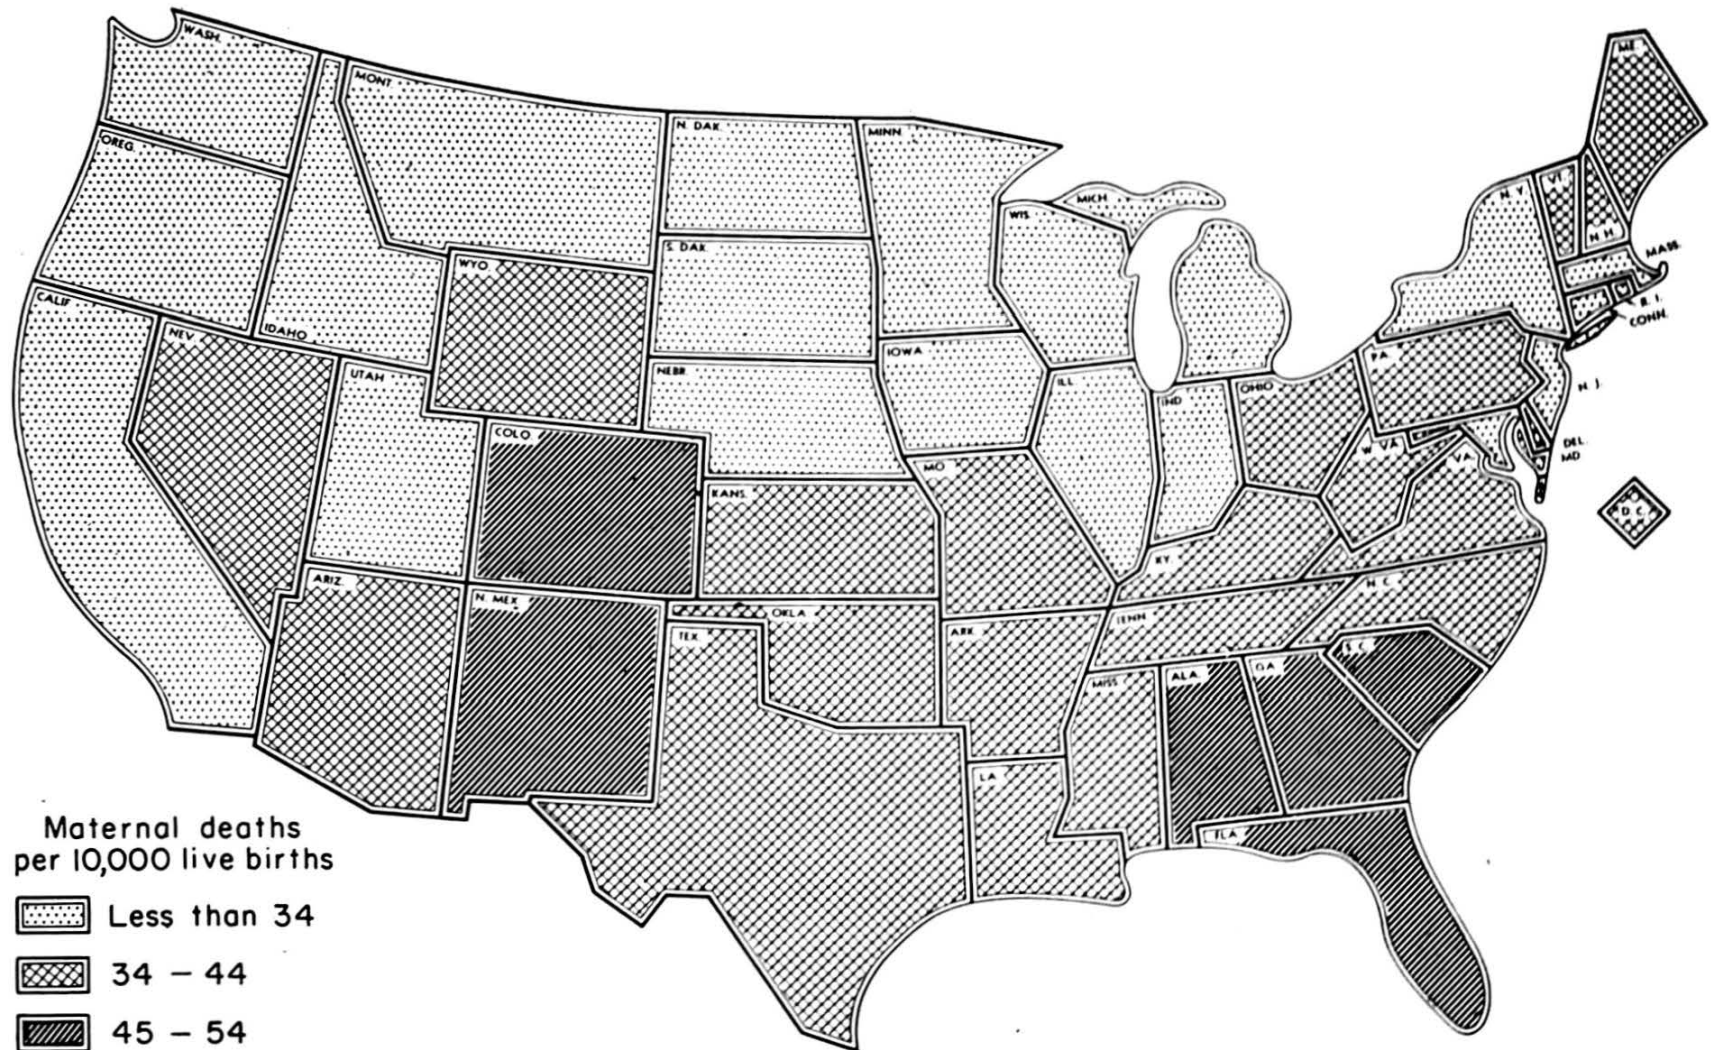 WASH.
MONT.
N. DAK.
MINN.
ME.
OREG.
MICH.
N. Y.
VT.
N. H.
MASS.
WIS.
S. DAK.
WYO.
IDAHO
CALIF
NEV.
UTAH
NEBR.
IOWA
ILL.
IND
OHIO
PA.
R. I.
CONN.
N. J.
DEL.
MD
COLO.
KANS.
MO
W. VA.
VA.
D. C.
KY.
ARIZ.
N. MEX
OKLA
TEX.
ARK.
TENN
N. C.
S. C.
MISS
ALA.
GA.
LA.
FLA
Maternal deaths
per 10,000 live births
Less than 34
34 – 44
45 – 54